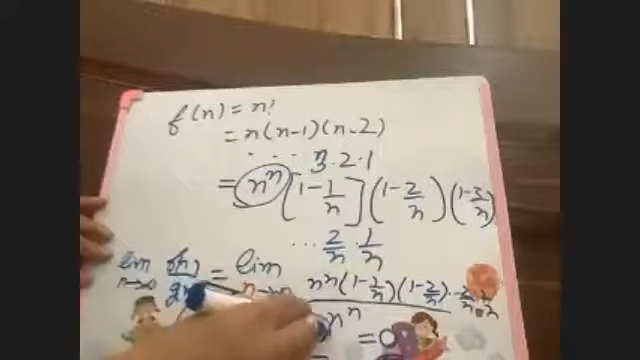 f(n) = n!
= n(n-1)(n-2)
. . . . 3·2·1
= n^n [1-1/n] (1-2/n) (1-3/n)
... 2/n · 1/n
lim n→∞ = lim n^n (1-1/n)(1-2/n)
n^n = 0